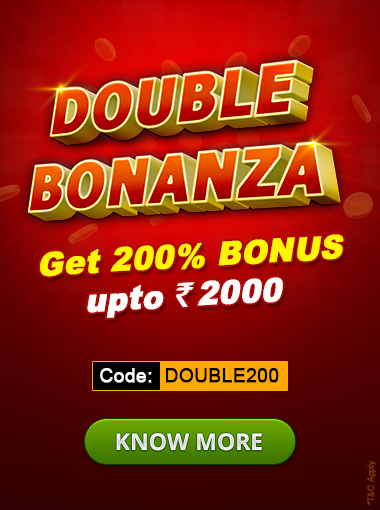 DOUBLE
BONANZA
Get 200% BONUS
upto ₹2000
Code: DOUBLE200
KNOW MORE
*T&C Apply